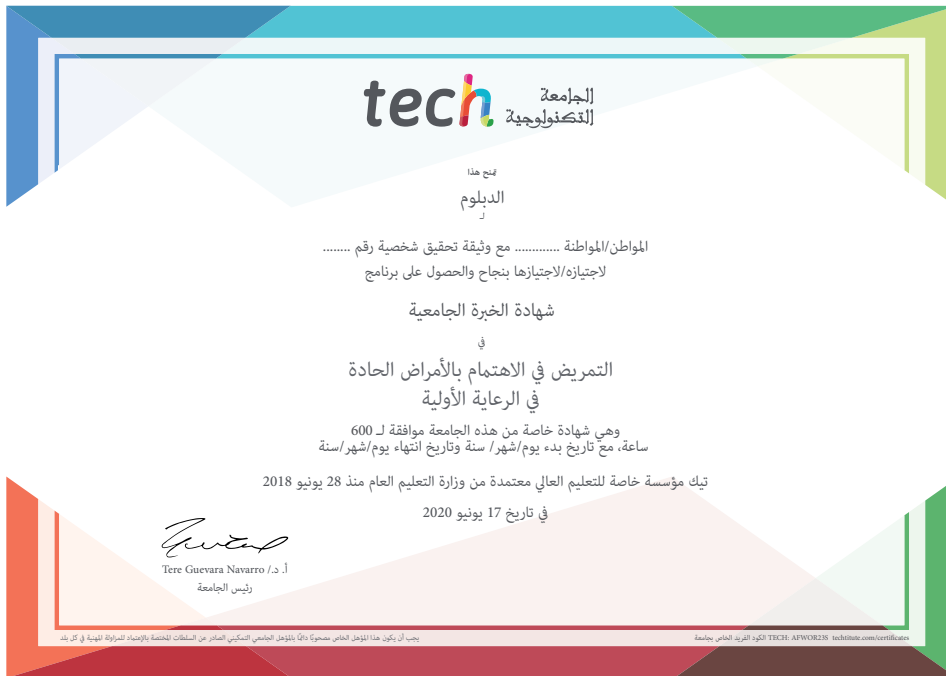 tech الجامعة
التكنولوجية
يمنح هذا
الدبلوم
لـ
المواطن/المواطنة ............ مع وثيقة تحقيق شخصية رقم ........
لاجتيازه/لاجتيازها بنجاح والحصول على برنامج
شهادة الخبرة الجامعية
في
التمريض في الاهتمام بالأمراض الحادة
في الرعاية الأولية
وهي شهادة خاصة من هذه الجامعة موافقة لـ 600
ساعة، مع تاريخ بدء يوم/شهر/ سنة وتاريخ انتهاء يوم/شهر/سنة
تيك مؤسسة خاصة للتعليم العالي معتمدة من وزارة التعليم العام منذ 28 يونيو 2018
في تاريخ 17 يونيو 2020
أ. د./ Tere Guevara Navarro
رئيس الجامعة
يجب أن يكون هذا المؤهل الخاص مصحوبًا دائمًا بالمؤهل الجامعي التمكيني الصادر عن السلطات المختصة بالإعتماد للمزاولة المهنية في كل بلد
الكود الفريد الخاص بجامعة TECH: AFWOR23S techtitute.com/certificates